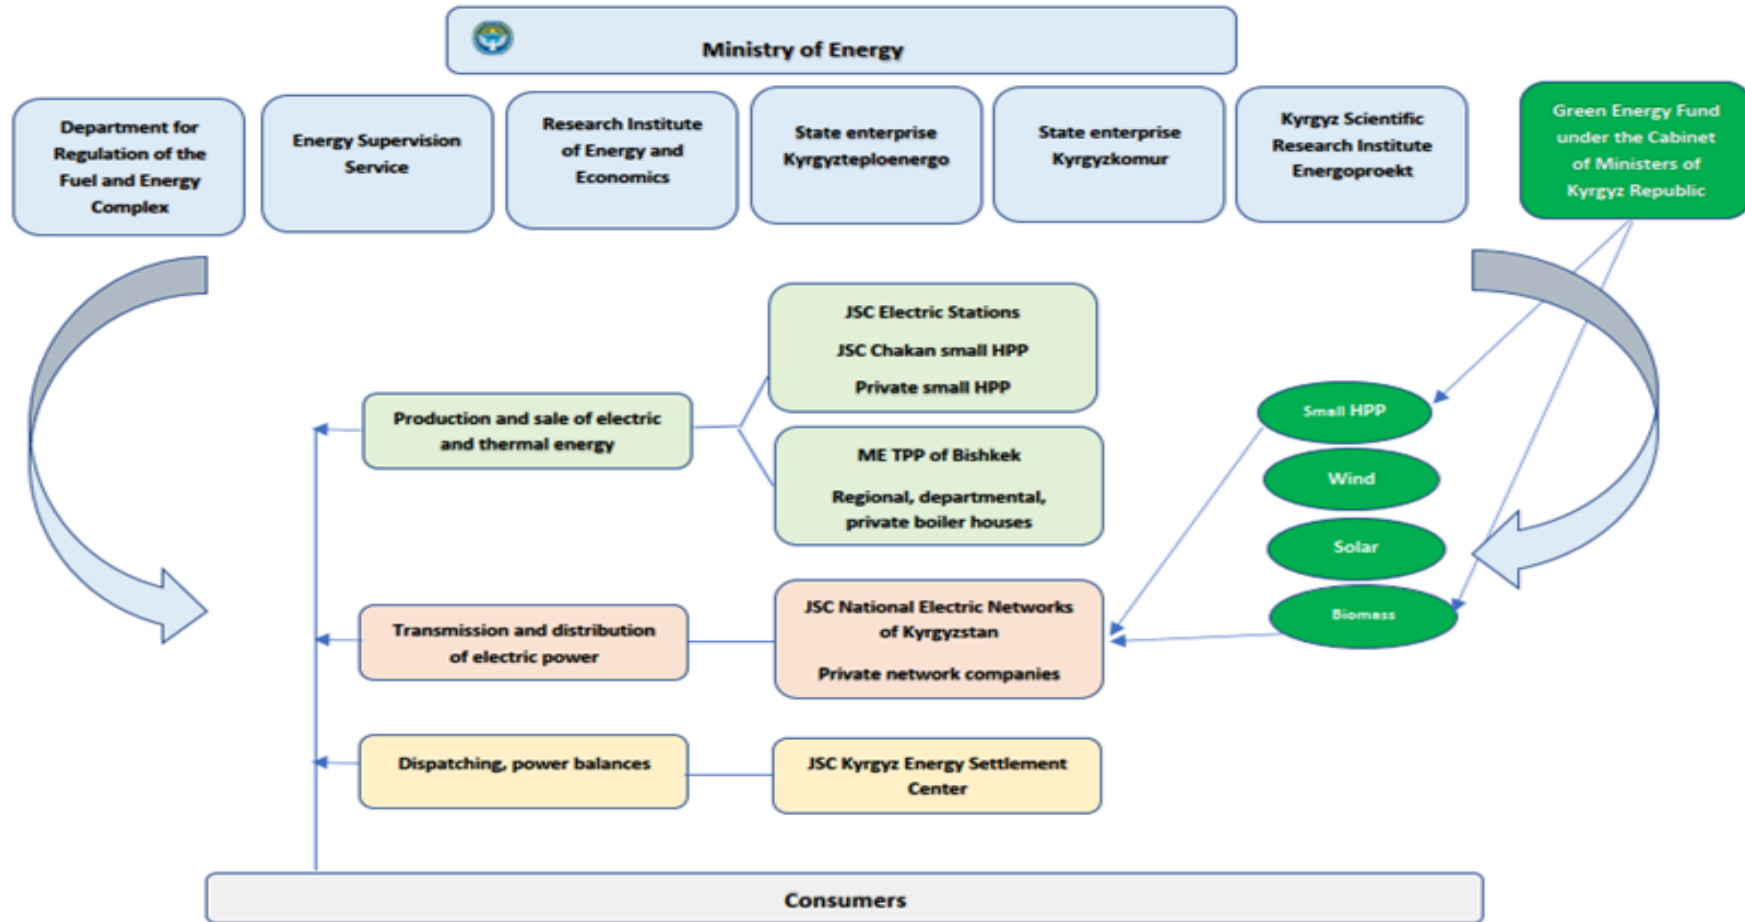 Ministry of Energy
Department for
Regulation of the
Fuel and Energy
Complex
Energy Supervision
Service
Research Institute
of Energy and
Economics
State enterprise
Kyrgyzteploenergo
State enterprise
Kyrgyzkomur
Kyrgyz Scientific
Research Institute
Energoproekt
Green Energy Fund
under the Cabinet
of Ministers of
Kyrgyz Republic
JSC Electric Stations
JSC Chakan small HPP
Private small HPP
Production and sale of electric
and thermal energy
ME TPP of Bishkek
Regional, departmental,
private boiler houses
Small HPP
Wind
Solar
Biomass
Transmission and distribution
of electric power
JSC National Electric Networks
of Kyrgyzstan
Private network companies
Dispatching, power balances
JSC Kyrgyz Energy Settlement
Center
Consumers